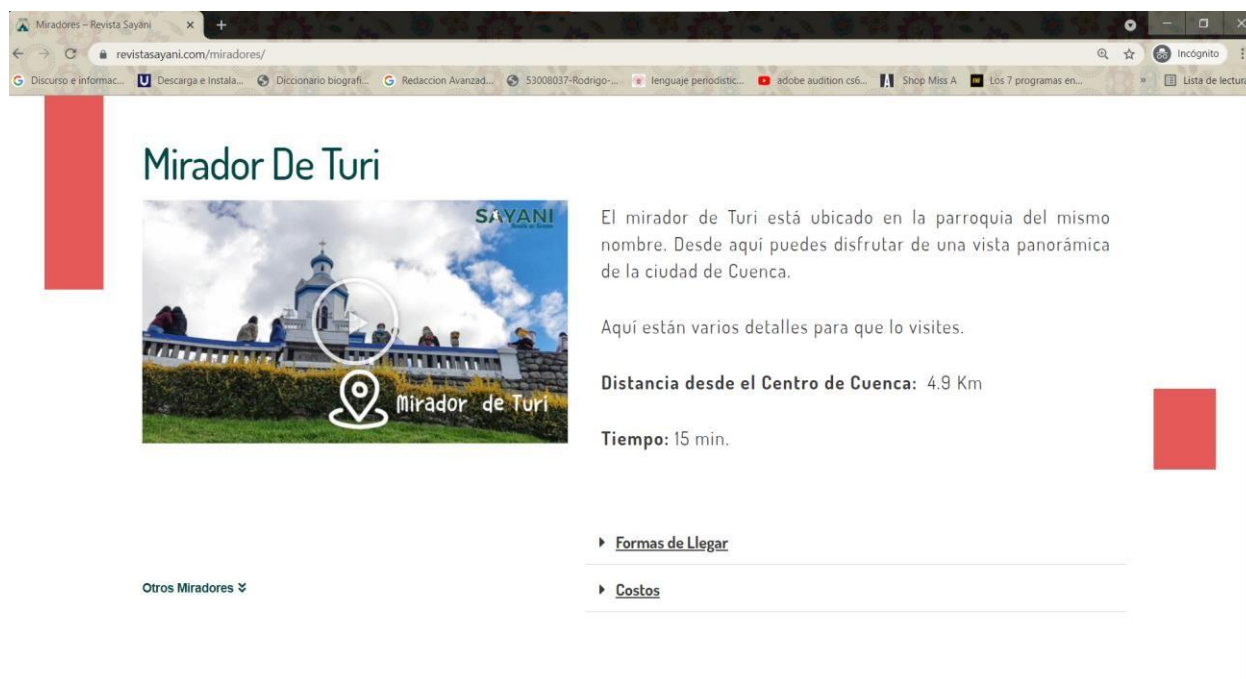 Miradores – Revista Sayani
revistasayani.com/miradores/
Incógnito
Discurso e informac...
Descarga e Instala...
Diccionario biografi...
Redaccion Avanzad...
53008037-Rodrigo-...
lenguaje periodistic...
adobe audition cs6...
Shop Miss A
Los 7 programas en...
»
Lista de lectura
Mirador De Turi
SAYANI
Mirador de Turi
El mirador de Turi está ubicado en la parroquia del mismo
nombre. Desde aquí puedes disfrutar de una vista panorámica
de la ciudad de Cuenca.
Aquí están varios detalles para que lo visites.
Distancia desde el Centro de Cuenca: 4.9 Km
Tiempo: 15 min.
Formas de Llegar
Otros Miradores
Costos